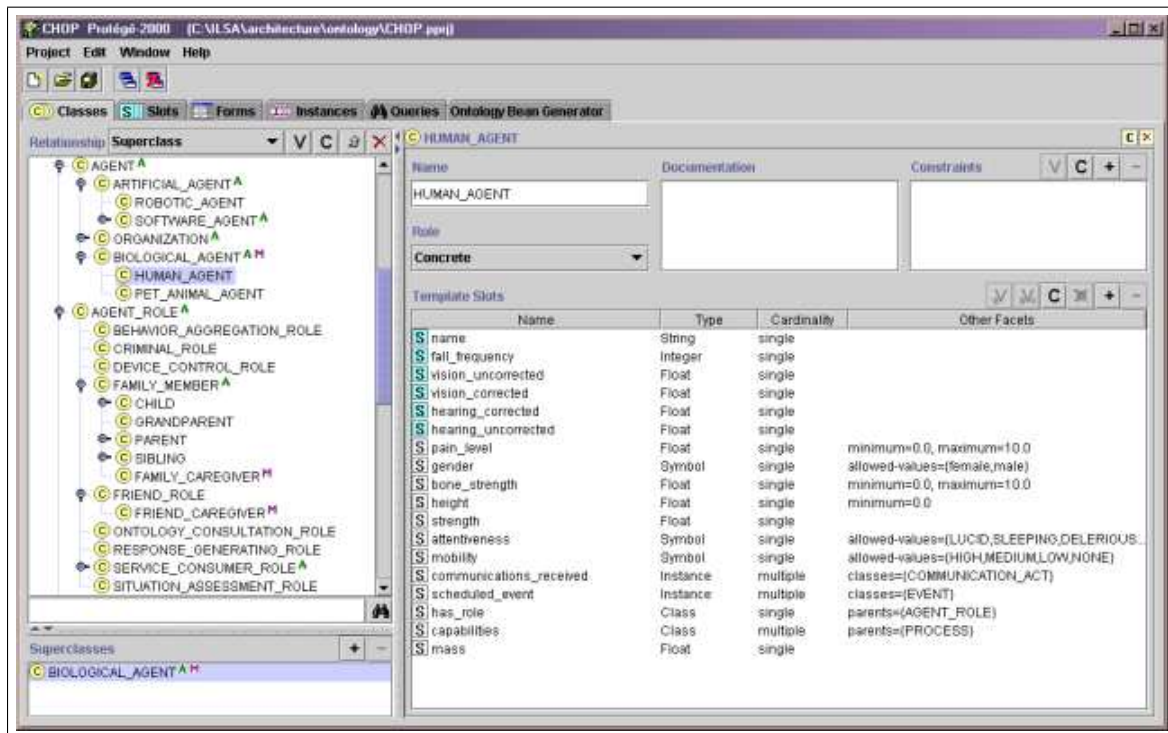 CHOP Protégé-2000 (C:\ILSA\architecture\ontology\CHOP.pprj)
Project Edit Window Help
Classes Slots Forms Instances Queries Ontology Bean Generator
Relationship Superclass V C
AGENT A
ARTIFICIAL_AGENT A
ROBOTIC_AGENT
SOFTWARE_AGENT A
ORGANIZATION A
BIOLOGICAL_AGENT A M
HUMAN_AGENT
PET_ANIMAL_AGENT
AGENT_ROLE A
BEHAVIOR_AGGREGATION_ROLE
CRIMINAL_ROLE
DEVICE_CONTROL_ROLE
FAMILY_MEMBER A
CHILD
GRANDPARENT
PARENT
SIBLING
FAMILY_CAREGIVER M
FRIEND_ROLE
FRIEND_CAREGIVER M
ONTOLOGY_CONSULTATION_ROLE
RESPONSE_GENERATING_ROLE
SERVICE_CONSUMER_ROLE A
SITUATION_ASSESSMENT_ROLE
Superclasses + -
BIOLOGICAL_AGENT A M
C HUMAN_AGENT C x
Name Documentation Constraints V C + -
HUMAN_AGENT
Role
Concrete
Template Slots C + -
Name Type Cardinality Other Facets
S name String single
S fall_frequency Integer single
S vision_uncorrected Float single
S vision_corrected Float single
S hearing_corrected Float single
S hearing_uncorrected Float single
S pain_level Float single minimum=0.0, maximum=10.0
S gender Symbol single allowed-values={female,male}
S bone_strength Float single minimum=0.0, maximum=10.0
S height Float single minimum=0.0
S strength Float single
S attentiveness Symbol single allowed-values={LUCID,SLEEPING,DELERIOUS...
S mobility Symbol single allowed-values={HIGH,MEDIUM,LOW,NONE}
S communications_received Instance multiple classes={COMMUNICATION_ACT}
S scheduled_event Instance multiple classes={EVENT}
S has_role Class single parents={AGENT_ROLE}
S capabilities Class multiple parents={PROCESS}
S mass Float single